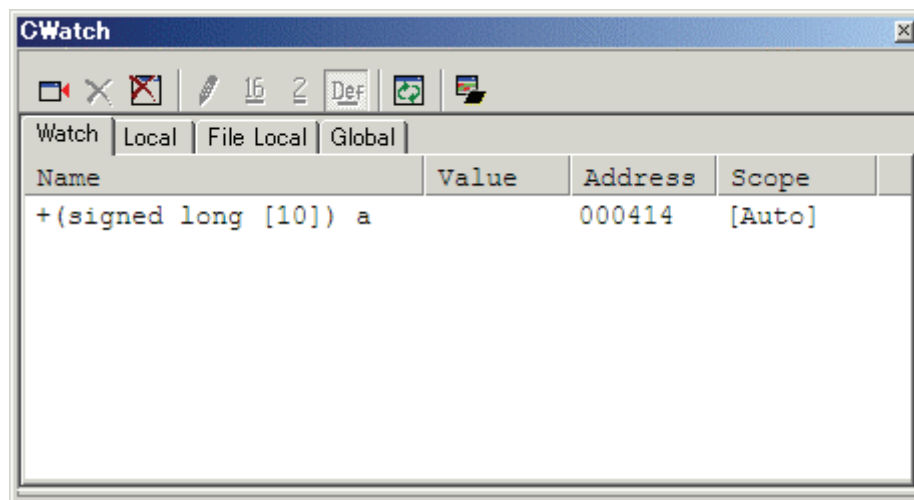 CWatch
16 2 Def
Watch Local File Local Global
Name Value Address Scope
+(signed long [10]) a 000414 [Auto]